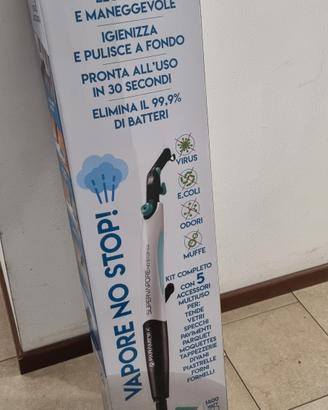 E MANEGGEVOLE
IGIENIZZA
E PULISCE A FONDO
PRONTA ALL'USO
IN 30 SECONDI
ELIMINA IL 99,9%
DI BATTERI
VAPORE NO STOP!
VIRUS
E.COLI
ODORI
MUFFE
KIT COMPLETO
CON 5
ACCESSORI
MULTIUSO
PER:
TENDE
VETRI
SPECCHI
PAVIMENTI
PARQUET
MOQUETTES
TAPPEZZERIE
DIVANI
PIASTRELLE
FORNI
FORNELLI